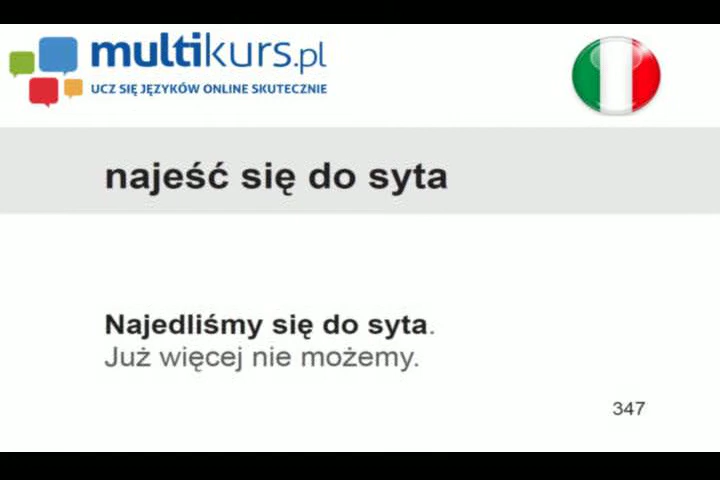 multikurs.pl
UCZ SIĘ JĘZYKÓW ONLINE SKUTECZNIE
najeść się do syta
Najedliśmy się do syta.
Już więcej nie możemy.
347